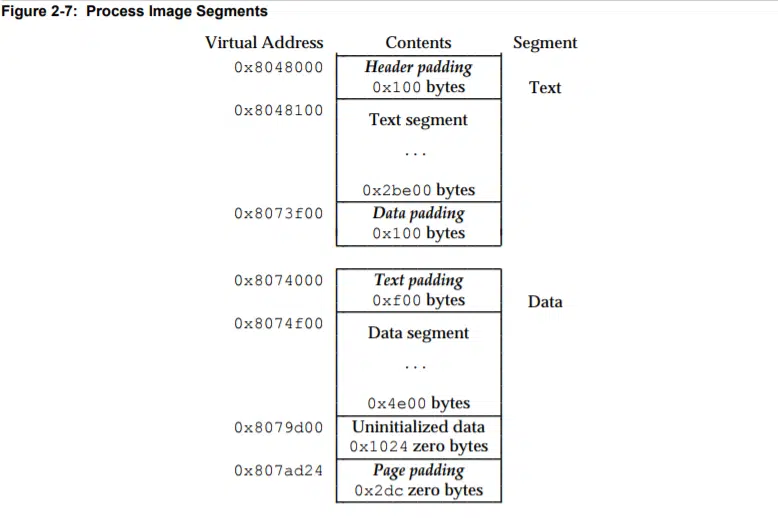 Figure 2-7: Process Image Segments
Virtual Address Contents Segment
0x8048000 Header padding
0x100 bytes Text
0x8048100 Text segment
...
0x2be00 bytes
0x8073f00 Data padding
0x100 bytes
0x8074000 Text padding
0xf00 bytes Data
0x8074f00 Data segment
...
0x4e00 bytes
0x8079d00 Uninitialized data
0x1024 zero bytes
0x807ad24 Page padding
0x2dc zero bytes